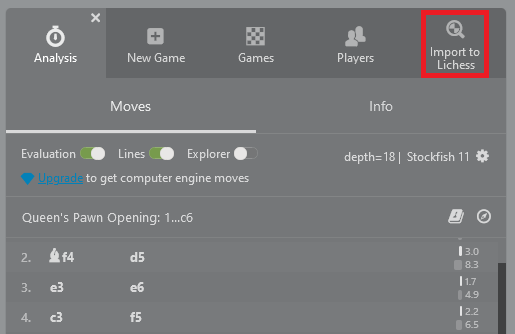 Analysis
New Game
Games
Players
Import to
Lichess
Moves
Info
Evaluation
Lines
Explorer
depth=18 | Stockfish 11
Upgrade to get computer engine moves
Queen's Pawn Opening: 1...c6
2. f4 d5 3.0
8.3
3. e3 e6 1.7
4.9
4. c3 f5 2.2
6.5